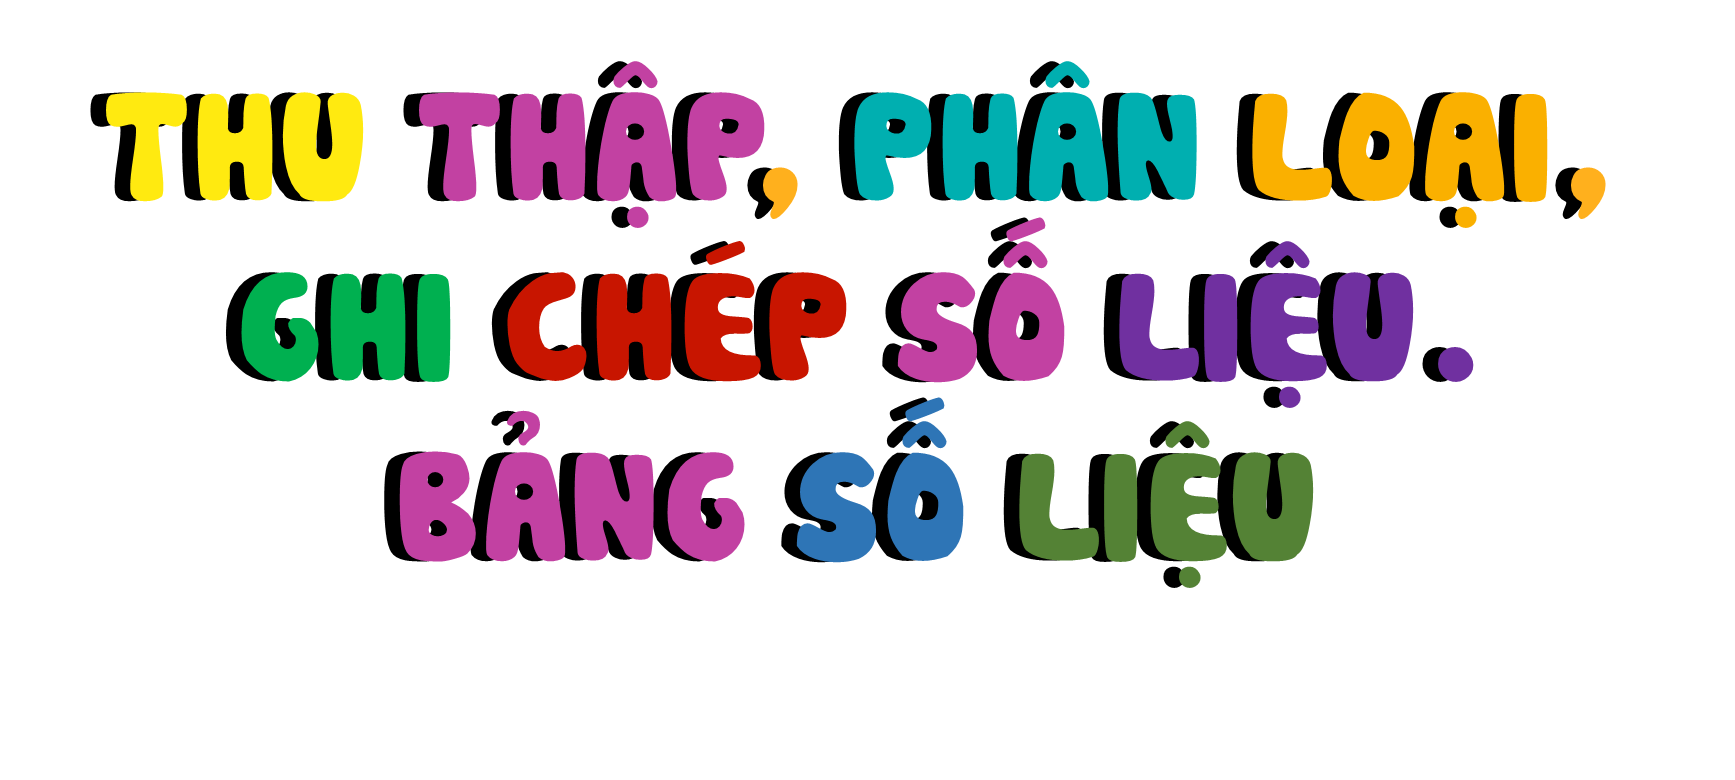 THU THẬP, PHÂN LOẠI,
GHI CHÉP SỐ LIỆU.
BẢNG SỐ LIỆU